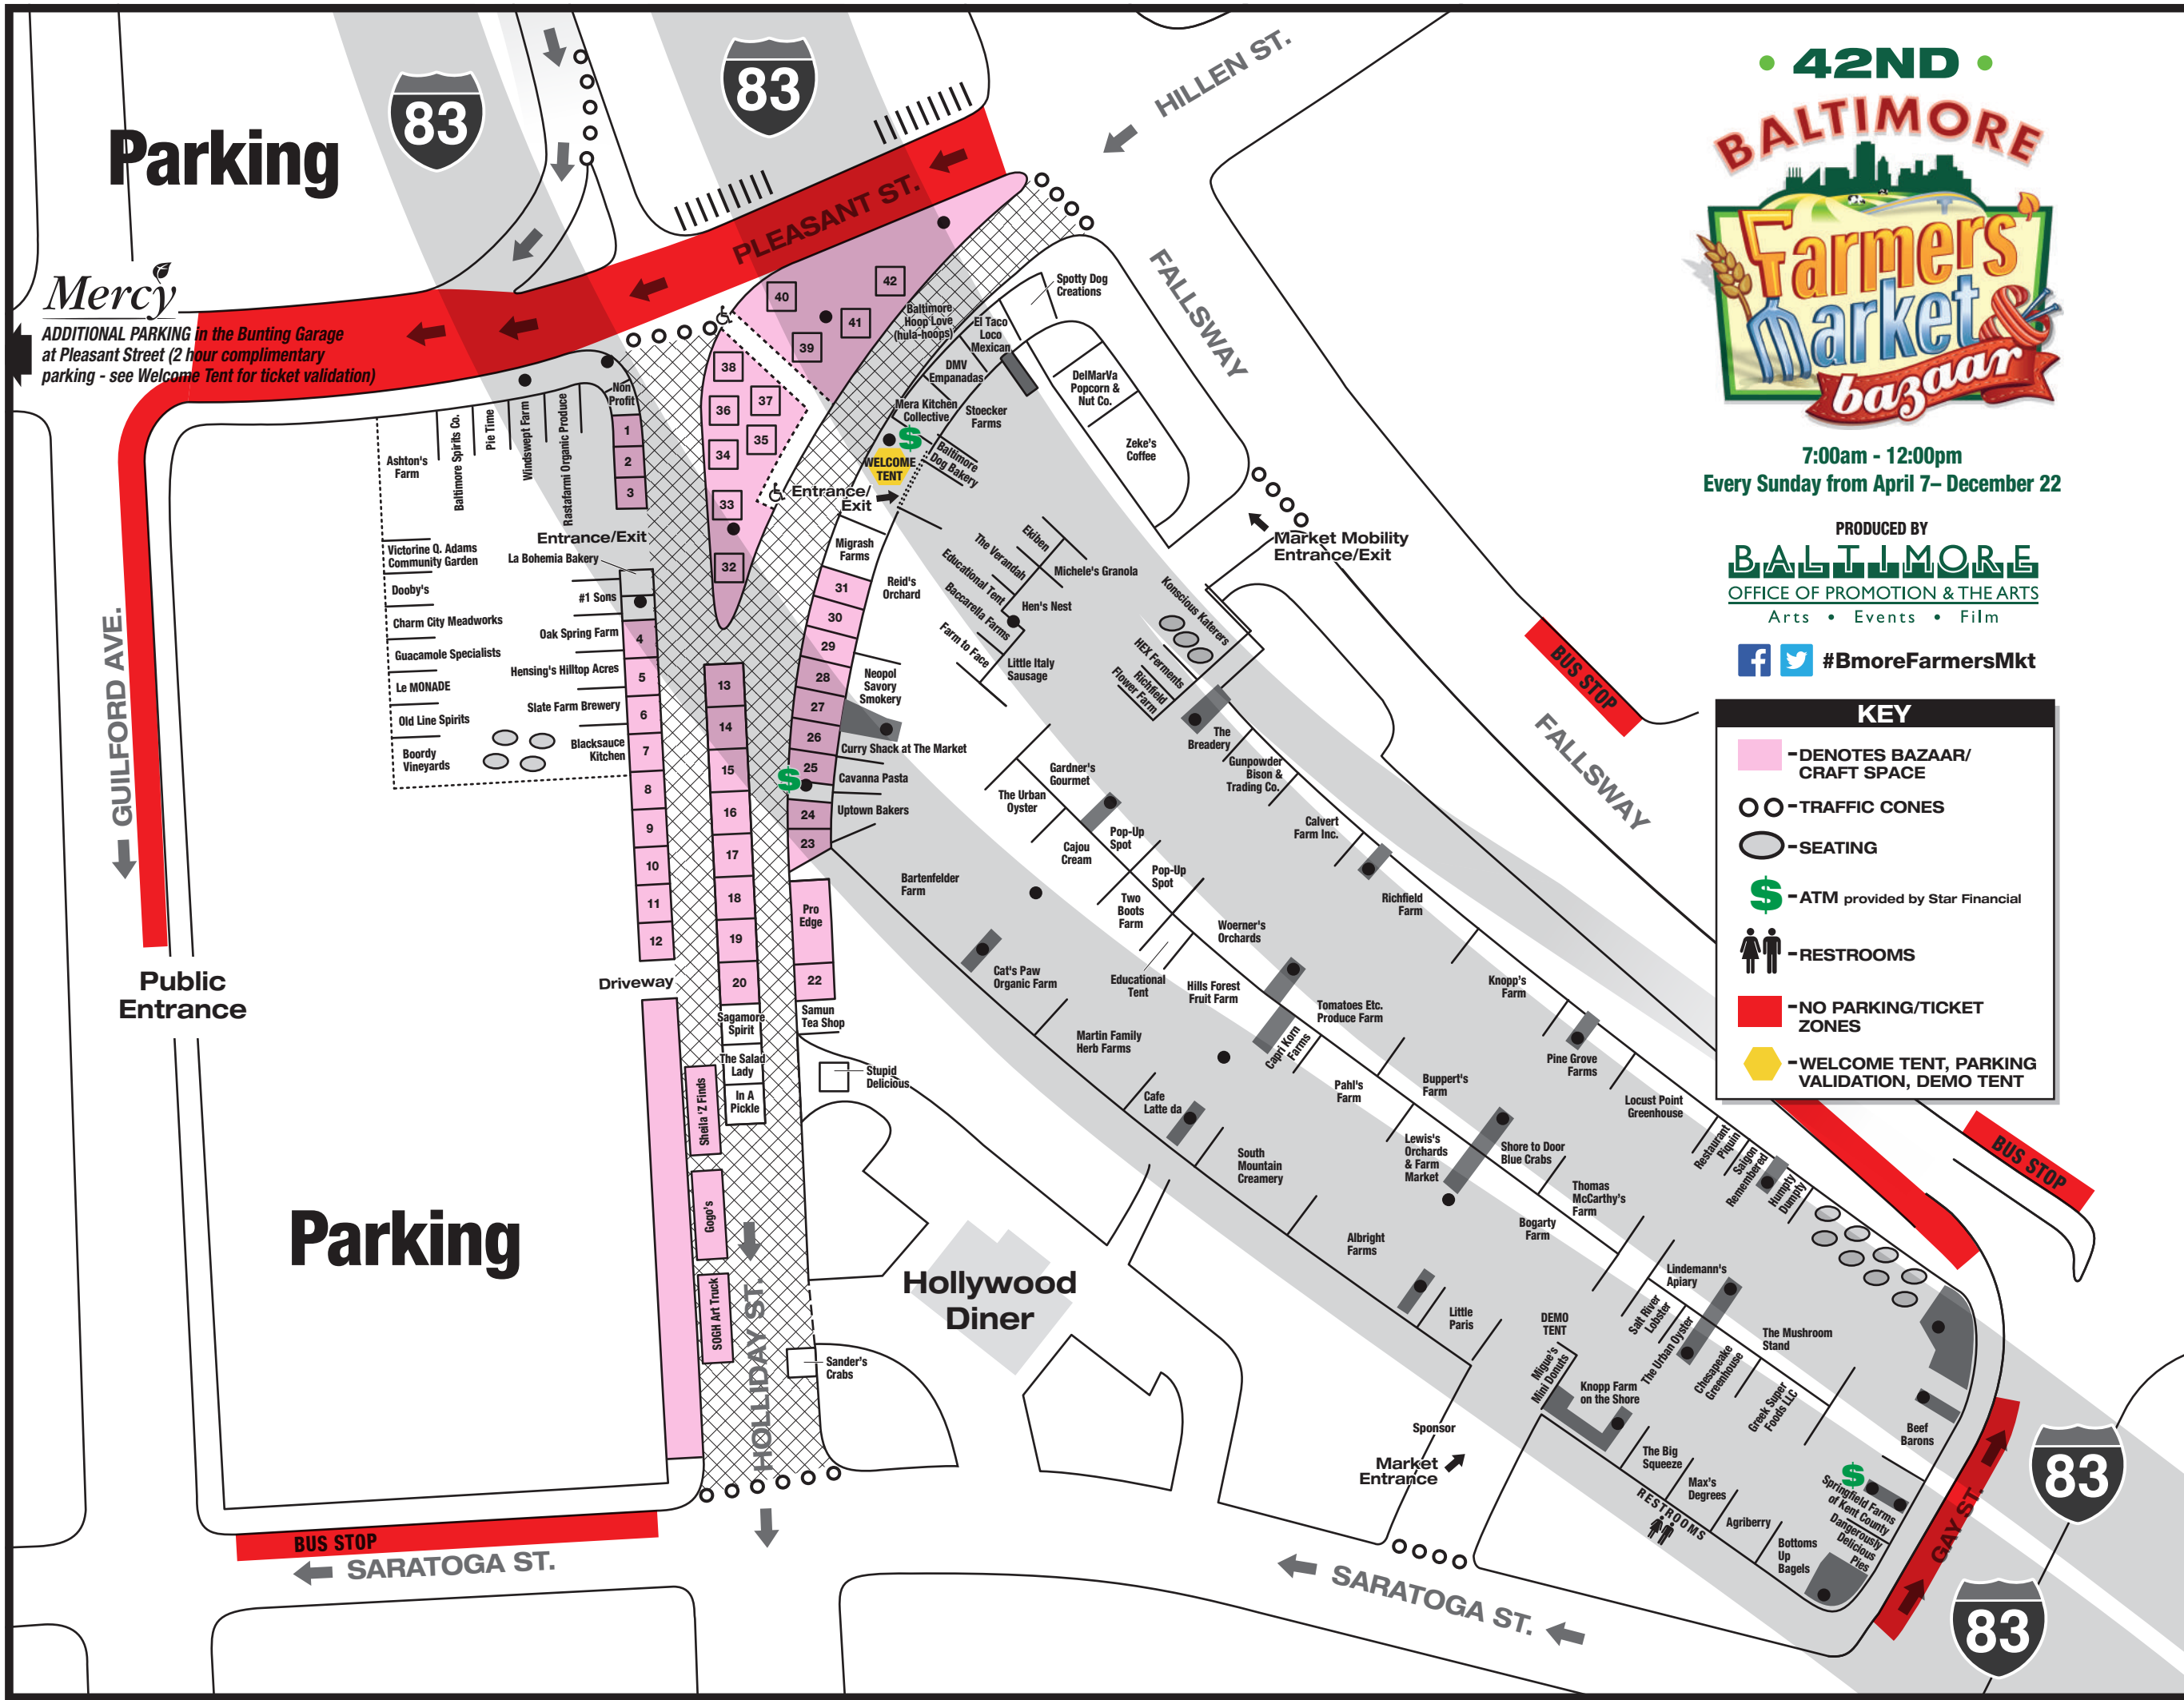 83
83
HILLEN ST.
Parking
PLEASANT ST.
FALLSWAY
Mercy
ADDITIONAL PARKING in the Bunting Garage
at Pleasant Street (2 hour complimentary
parking - see Welcome Tent for ticket validation)
• 42ND •
BALTIMORE
Farmers'
Market &
bazaar
7:00am - 12:00pm
Every Sunday from April 7– December 22
PRODUCED BY
BALTIMORE
OFFICE OF PROMOTION & THE ARTS
Arts • Events • Film
#BmoreFarmersMkt
KEY
-DENOTES BAZAAR/
CRAFT SPACE
-TRAFFIC CONES
-SEATING
$ -ATM provided by Star Financial
-RESTROOMS
-NO PARKING/TICKET
ZONES
-WELCOME TENT, PARKING
VALIDATION, DEMO TENT
42
40
41
39
38
37
36
35
34
33
32
Baltimore
Hoop Love
(hula-hoops)
El Taco
Loco
Mexican
Spotty Dog
Creations
DMV
Empanadas
DelMarVa
Popcorn &
Nut Co.
Mera Kitchen
Collective
Stoecker
Farms
Zeke's
Coffee
$
WELCOME
TENT
Baltimore
Dog Bakery
Entrance/
Exit
Market Mobility
Entrance/Exit
Non
Profit
1
2
3
Ashton's
Farm
Baltimore Spirits Co.
Pie Time
Windswept Farm
Rastafarmi Organic Produce
Entrance/Exit
La Bohemia Bakery
Victorine Q. Adams
Community Garden
Dooby's
#1 Sons
Charm City Meadworks
Oak Spring Farm
Guacamole Specialists
Hensing's Hilltop Acres
Le MONADE
Slate Farm Brewery
Old Line Spirits
Blacksauce
Kitchen
Boordy
Vineyards
GUILFORD AVE.
4
5
6
7
8
9
10
11
12
Driveway
13
14
15
16
17
18
19
20
Sagamore
Spirit
The Salad
Lady
In A
Pickle
Sheila 'Z Finds
Gogo's
SOGH Art Truck
HOLLIDAY ST.
Migrash
Farms
31
30
29
28
27
26
25
$
24
23
Pro
Edge
22
Samun
Tea Shop
Stupid
Delicious
Sander's
Crabs
Hollywood
Diner
Reid's
Orchard
Neopol
Savory
Smokery
Curry Shack at The Market
Cavanna Pasta
Uptown Bakers
Ekiben
The Verandah
Michele's Granola
Educational Tent
Hen's Nest
Baccarella Farms
Farm to Face
Little Italy
Sausage
Konscious Katerers
HEX Ferments
Richfield
Flower Farm
The
Breadery
Gunpowder
Bison &
Trading Co.
Calvert
Farm Inc.
Richfield
Farm
Knopp's
Farm
Pine Grove
Farms
Locust Point
Greenhouse
Restaurant
Piquin
Saigon
Remembered
Humpty
Dumpty
Gardner's
Gourmet
The Urban
Oyster
Pop-Up
Spot
Cajou
Cream
Pop-Up
Spot
Two
Boots
Farm
Woerner's
Orchards
Educational
Tent
Hills Forest
Fruit Farm
Tomatoes Etc.
Produce Farm
Capri Korn
Farms
Pahl's
Farm
Buppert's
Farm
Lewis's
Orchards
& Farm
Market
Shore to Door
Blue Crabs
Thomas
McCarthy's
Farm
Bogarty
Farm
Lindemann's
Apiary
Salt River
Lobster
The Urban Oyster
Chesapeake
Greenhouse
The Mushroom
Stand
Greek Super
Foods LLC
Beef
Barons
Bartenfelder
Farm
Cat's Paw
Organic Farm
Martin Family
Herb Farms
Cafe
Latte da
South
Mountain
Creamery
Albright
Farms
Little
Paris
DEMO
TENT
Migue's
Mini Donuts
Knopp Farm
on the Shore
The Big
Squeeze
Max's
Degrees
Agriberry
Bottoms
Up
Bagels
$
Springfield Farms
of Kent County
Dangerously
Delicious
Pies
RESTROOMS
Sponsor
Market
Entrance
BUS STOP
FALLSWAY
BUS STOP
GAY ST.
83
83
Public
Entrance
Parking
BUS STOP
SARATOGA ST.
SARATOGA ST.